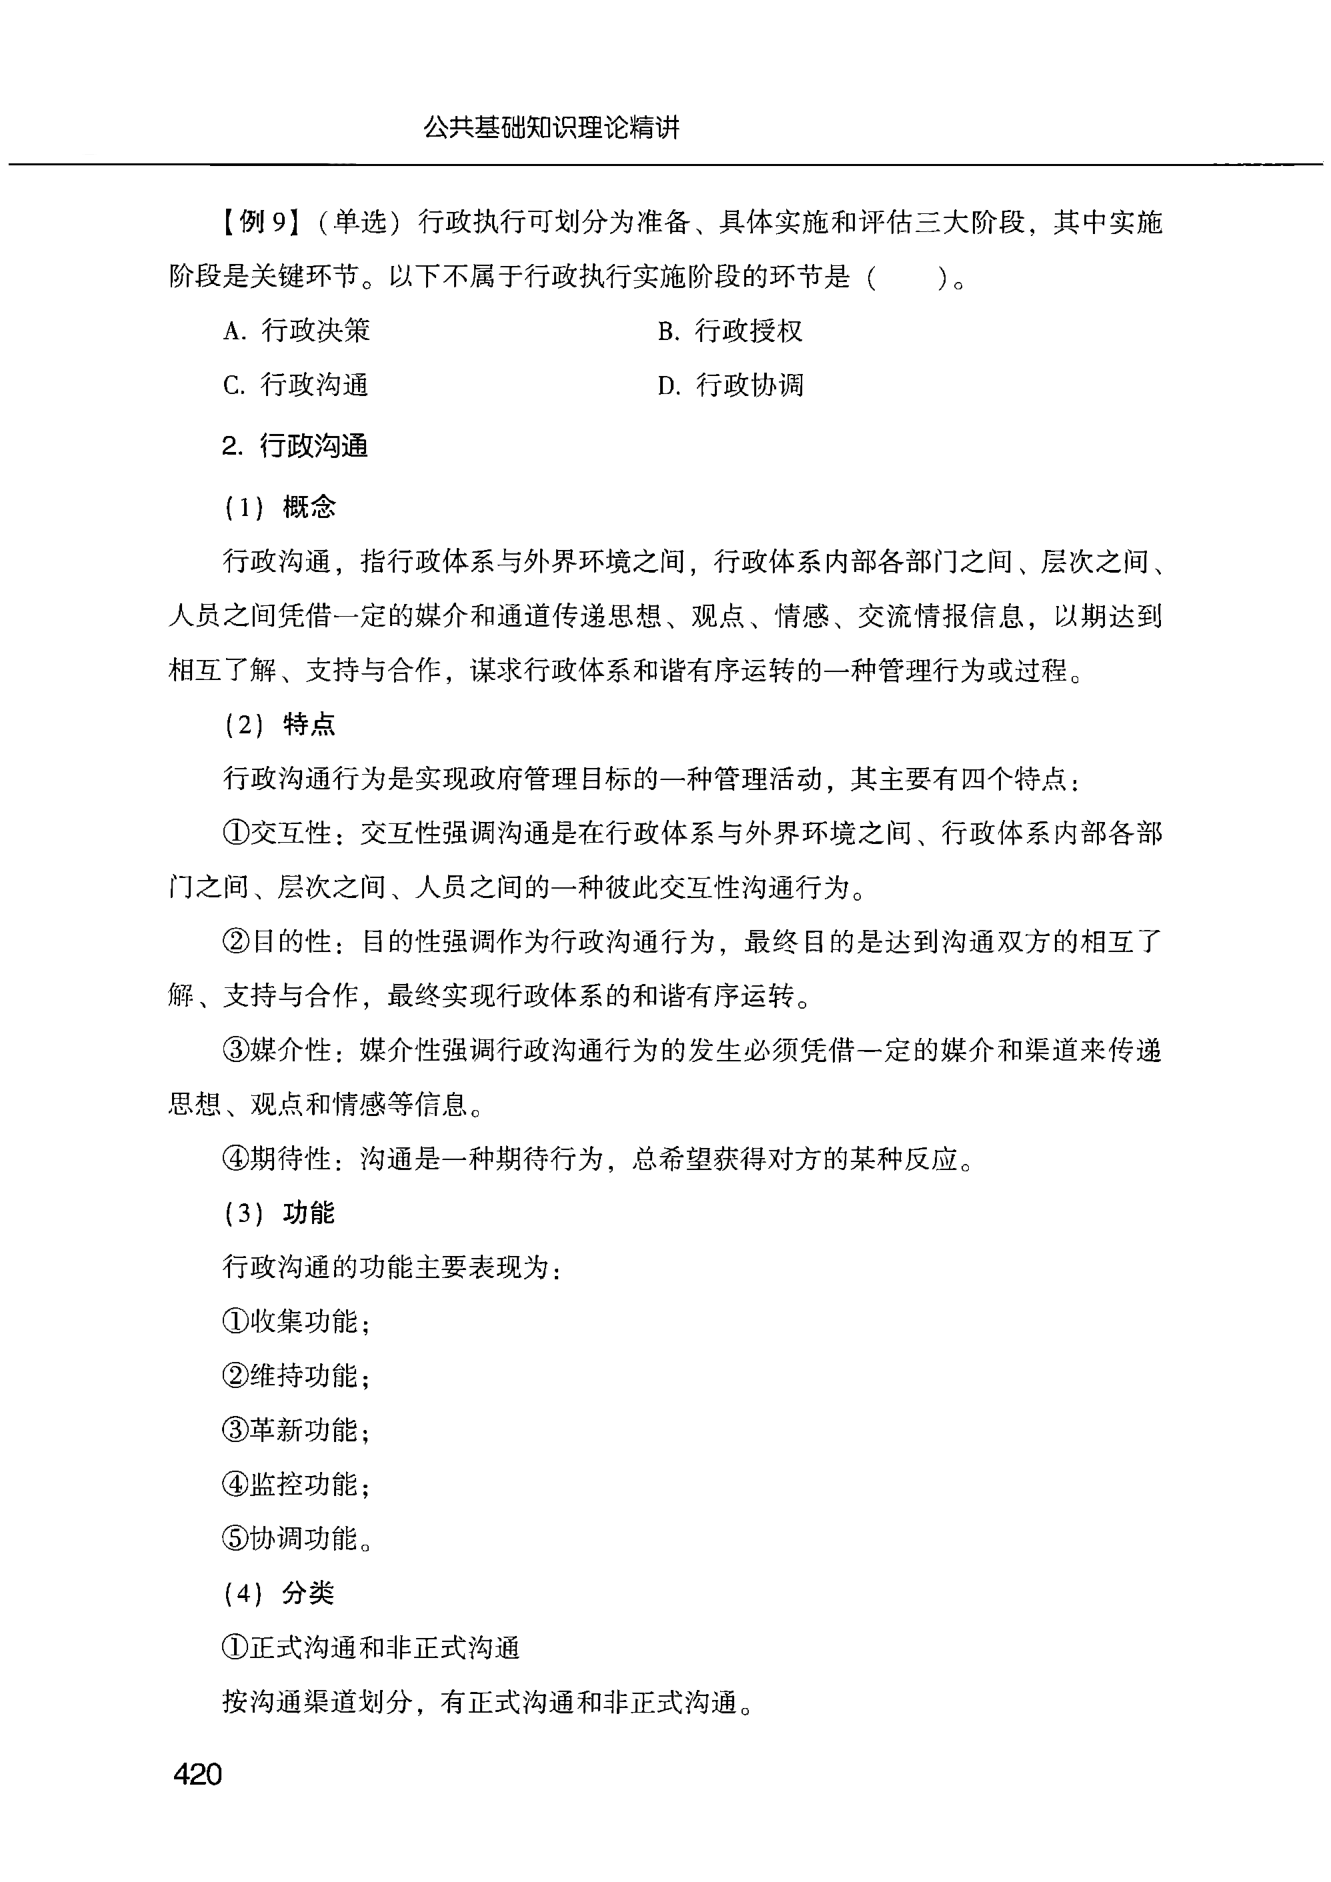 公共基础知识理论精讲
【例9】(单选)行政执行可划分为准备、具体实施和评估三大阶段，其中实施
阶段是关键环节。以下不属于行政执行实施阶段的环节是(　　)。
A. 行政决策　　B. 行政授权
C. 行政沟通　　D. 行政协调
2. 行政沟通
(1) 概念
行政沟通，指行政体系与外界环境之间，行政体系内部各部门之间、层次之间、
人员之间凭借一定的媒介和通道传递思想、观点、情感、交流情报信息，以期达到
相互了解、支持与合作，谋求行政体系和谐有序运转的一种管理行为或过程。
(2) 特点
行政沟通行为是实现政府管理目标的一种管理活动，其主要有四个特点：
①交互性：交互性强调沟通是在行政体系与外界环境之间、行政体系内部各部
门之间、层次之间、人员之间的一种彼此交互性沟通行为。
②目的性：目的性强调作为行政沟通行为，最终目的是达到沟通双方的相互了
解、支持与合作，最终实现行政体系的和谐有序运转。
③媒介性：媒介性强调行政沟通行为的发生必须凭借一定的媒介和渠道来传递
思想、观点和情感等信息。
④期待性：沟通是一种期待行为，总希望获得对方的某种反应。
(3) 功能
行政沟通的功能主要表现为：
①收集功能；
②维持功能；
③革新功能；
④监控功能；
⑤协调功能。
(4) 分类
①正式沟通和非正式沟通
按沟通渠道划分，有正式沟通和非正式沟通。
420